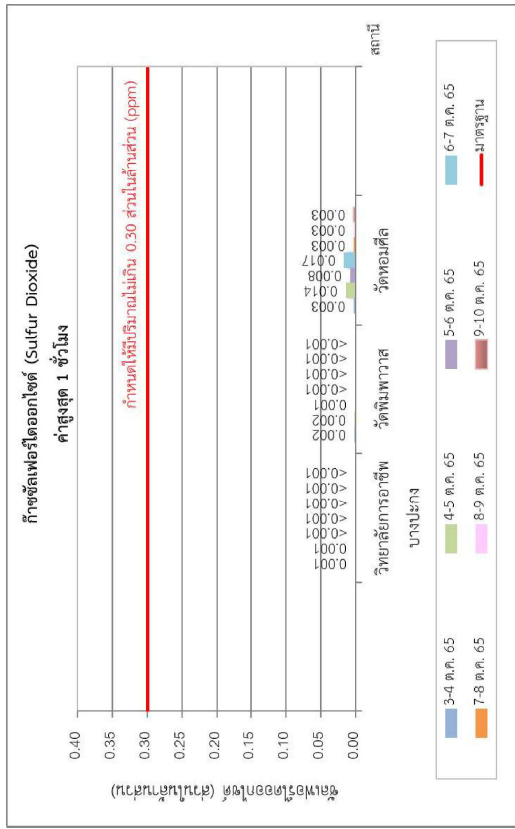 ก๊าซซัลเฟอร์ไดออกไซด์ (Sulfur Dioxide)
ค่าสูงสุด 1 ชั่วโมง
กำหนดให้มีปริมาณไม่เกิน 0.30 ส่วนในล้านส่วน (ppm)
ซัลเฟอร์ไดออกไซด์ (ส่วนในล้านส่วน)
0.40
0.35
0.30
0.25
0.20
0.15
0.10
0.05
0.00
0.001
0.001
<0.001
<0.001
<0.001
<0.001
<0.001
0.002
0.002
0.001
<0.001
<0.001
<0.001
<0.001
0.003
0.014
0.008
0.017
0.003
0.003
0.003
วิทยาลัยการอาชีพ
บางปะกง
วัดพิมพาวาส
วัดหอมศีล
สถานี
3-4 ต.ค. 65
4-5 ต.ค. 65
5-6 ต.ค. 65
6-7 ต.ค. 65
7-8 ต.ค. 65
8-9 ต.ค. 65
9-10 ต.ค. 65
มาตรฐาน